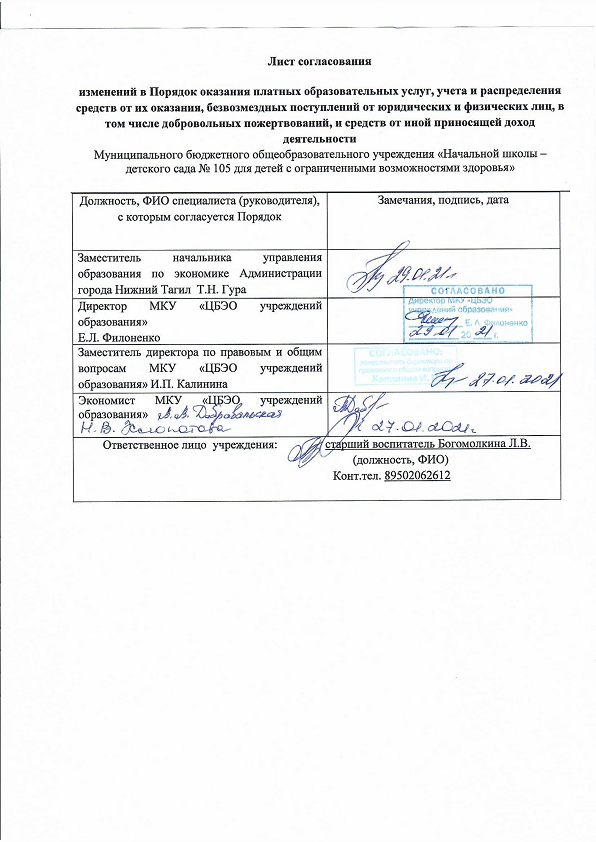 Лист согласования
изменений в Порядок оказания платных образовательных услуг, учета и распределения
средств от их оказания, безвозмездных поступлений от юридических и физических лиц, в
том числе добровольных пожертвований, и средств от иной приносящей доход
деятельности
Муниципального бюджетного общеобразовательного учреждения «Начальной школы –
детского сада № 105 для детей с ограниченными возможностями здоровья»
Должность, ФИО специалиста (руководителя),
с которым согласуется Порядок
Замечания, подпись, дата
Заместитель начальника управления
образования по экономике Администрации
города Нижний Тагил Т.Н. Гура
29.01.21г
Директор МКУ «ЦБЭО учреждений
образования»
Е.Л. Филоненко
СОГЛАСОВАНО
Директор МКУ «ЦБЭО
учреждений образования»
Е. Л. Филоненко
29 01 20 21 г.
Заместитель директора по правовым и общим
вопросам МКУ «ЦБЭО учреждений
образования» И.П. Калинина
СОГЛАСОВАНО:
Калинина И.
27.01.2021
Экономист МКУ «ЦБЭО учреждений
образования» А.В. Добровольская
Н.В. Хлопотова
27.01.2021г
Ответственное лицо учреждения: старший воспитатель Богомолкина Л.В.
(должность, ФИО)
Конт.тел. 89502062612